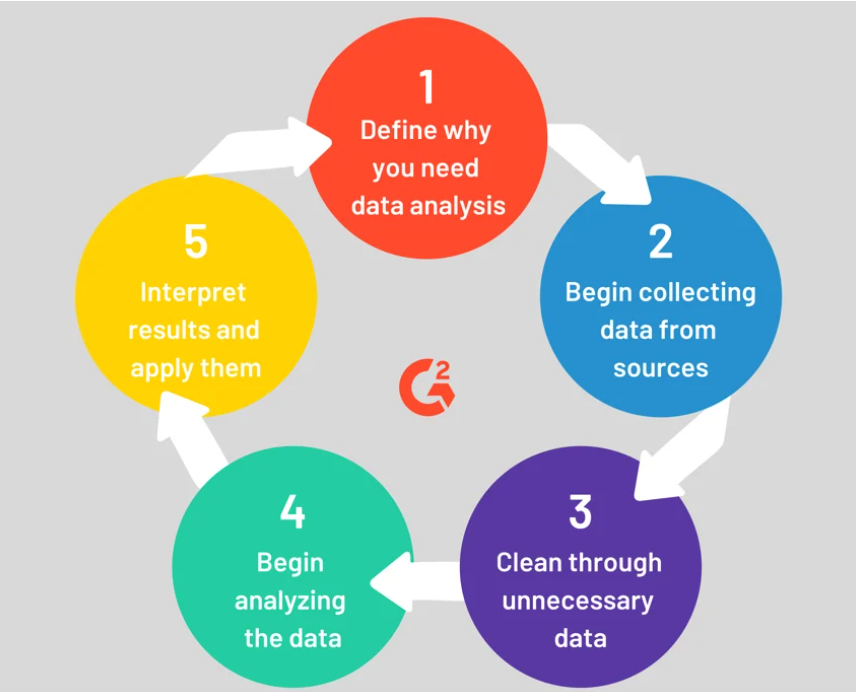 1
Define why
you need
data analysis
2
Begin collecting
data from
sources
3
Clean through
unnecessary
data
4
Begin
analyzing
the data
5
Interpret
results and
apply them
G2